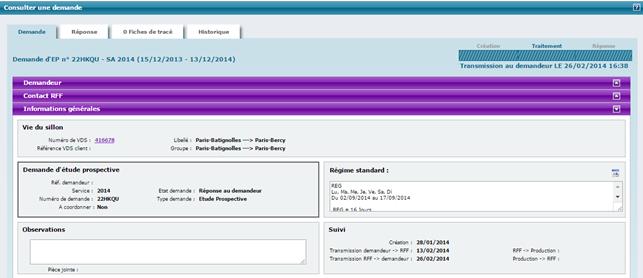 Consulter une demande
Demande Réponse 0 Fiches de tracé Historique
Création Traitement Réponse
Demande d'EP n° 22HKQU - SA 2014 (15/12/2013 - 13/12/2014)
Transmission au demandeur LE 26/02/2014 16:38
Demandeur
Contact RFF
Informations générales
Vie du sillon
Numéro de VDS : 416678 Libellé : Paris-Batignolles ---> Paris-Bercy
Référence VDS client : Groupe : Paris-Batignolles ---> Paris-Bercy
Demande d'étude prospective
Réf. demandeur :
Service : 2014 Etat demande : Réponse au demandeur
Numéro de demande : 22HKQU Type demande : Etude Prospective
A coordonner : Non
Régime standard :
REG
Lu, Ma, Me, Je, Ve, Sa, Di
Du 02/09/2014 au 17/09/2014
REG = 16 Jours
Observations
Pièce jointe :
Suivi
Création : 28/01/2014
Transmission demandeur -> RFF : 13/02/2014 RFF -> Production :
Transmission RFF -> demandeur : 26/02/2014 Production -> RFF :